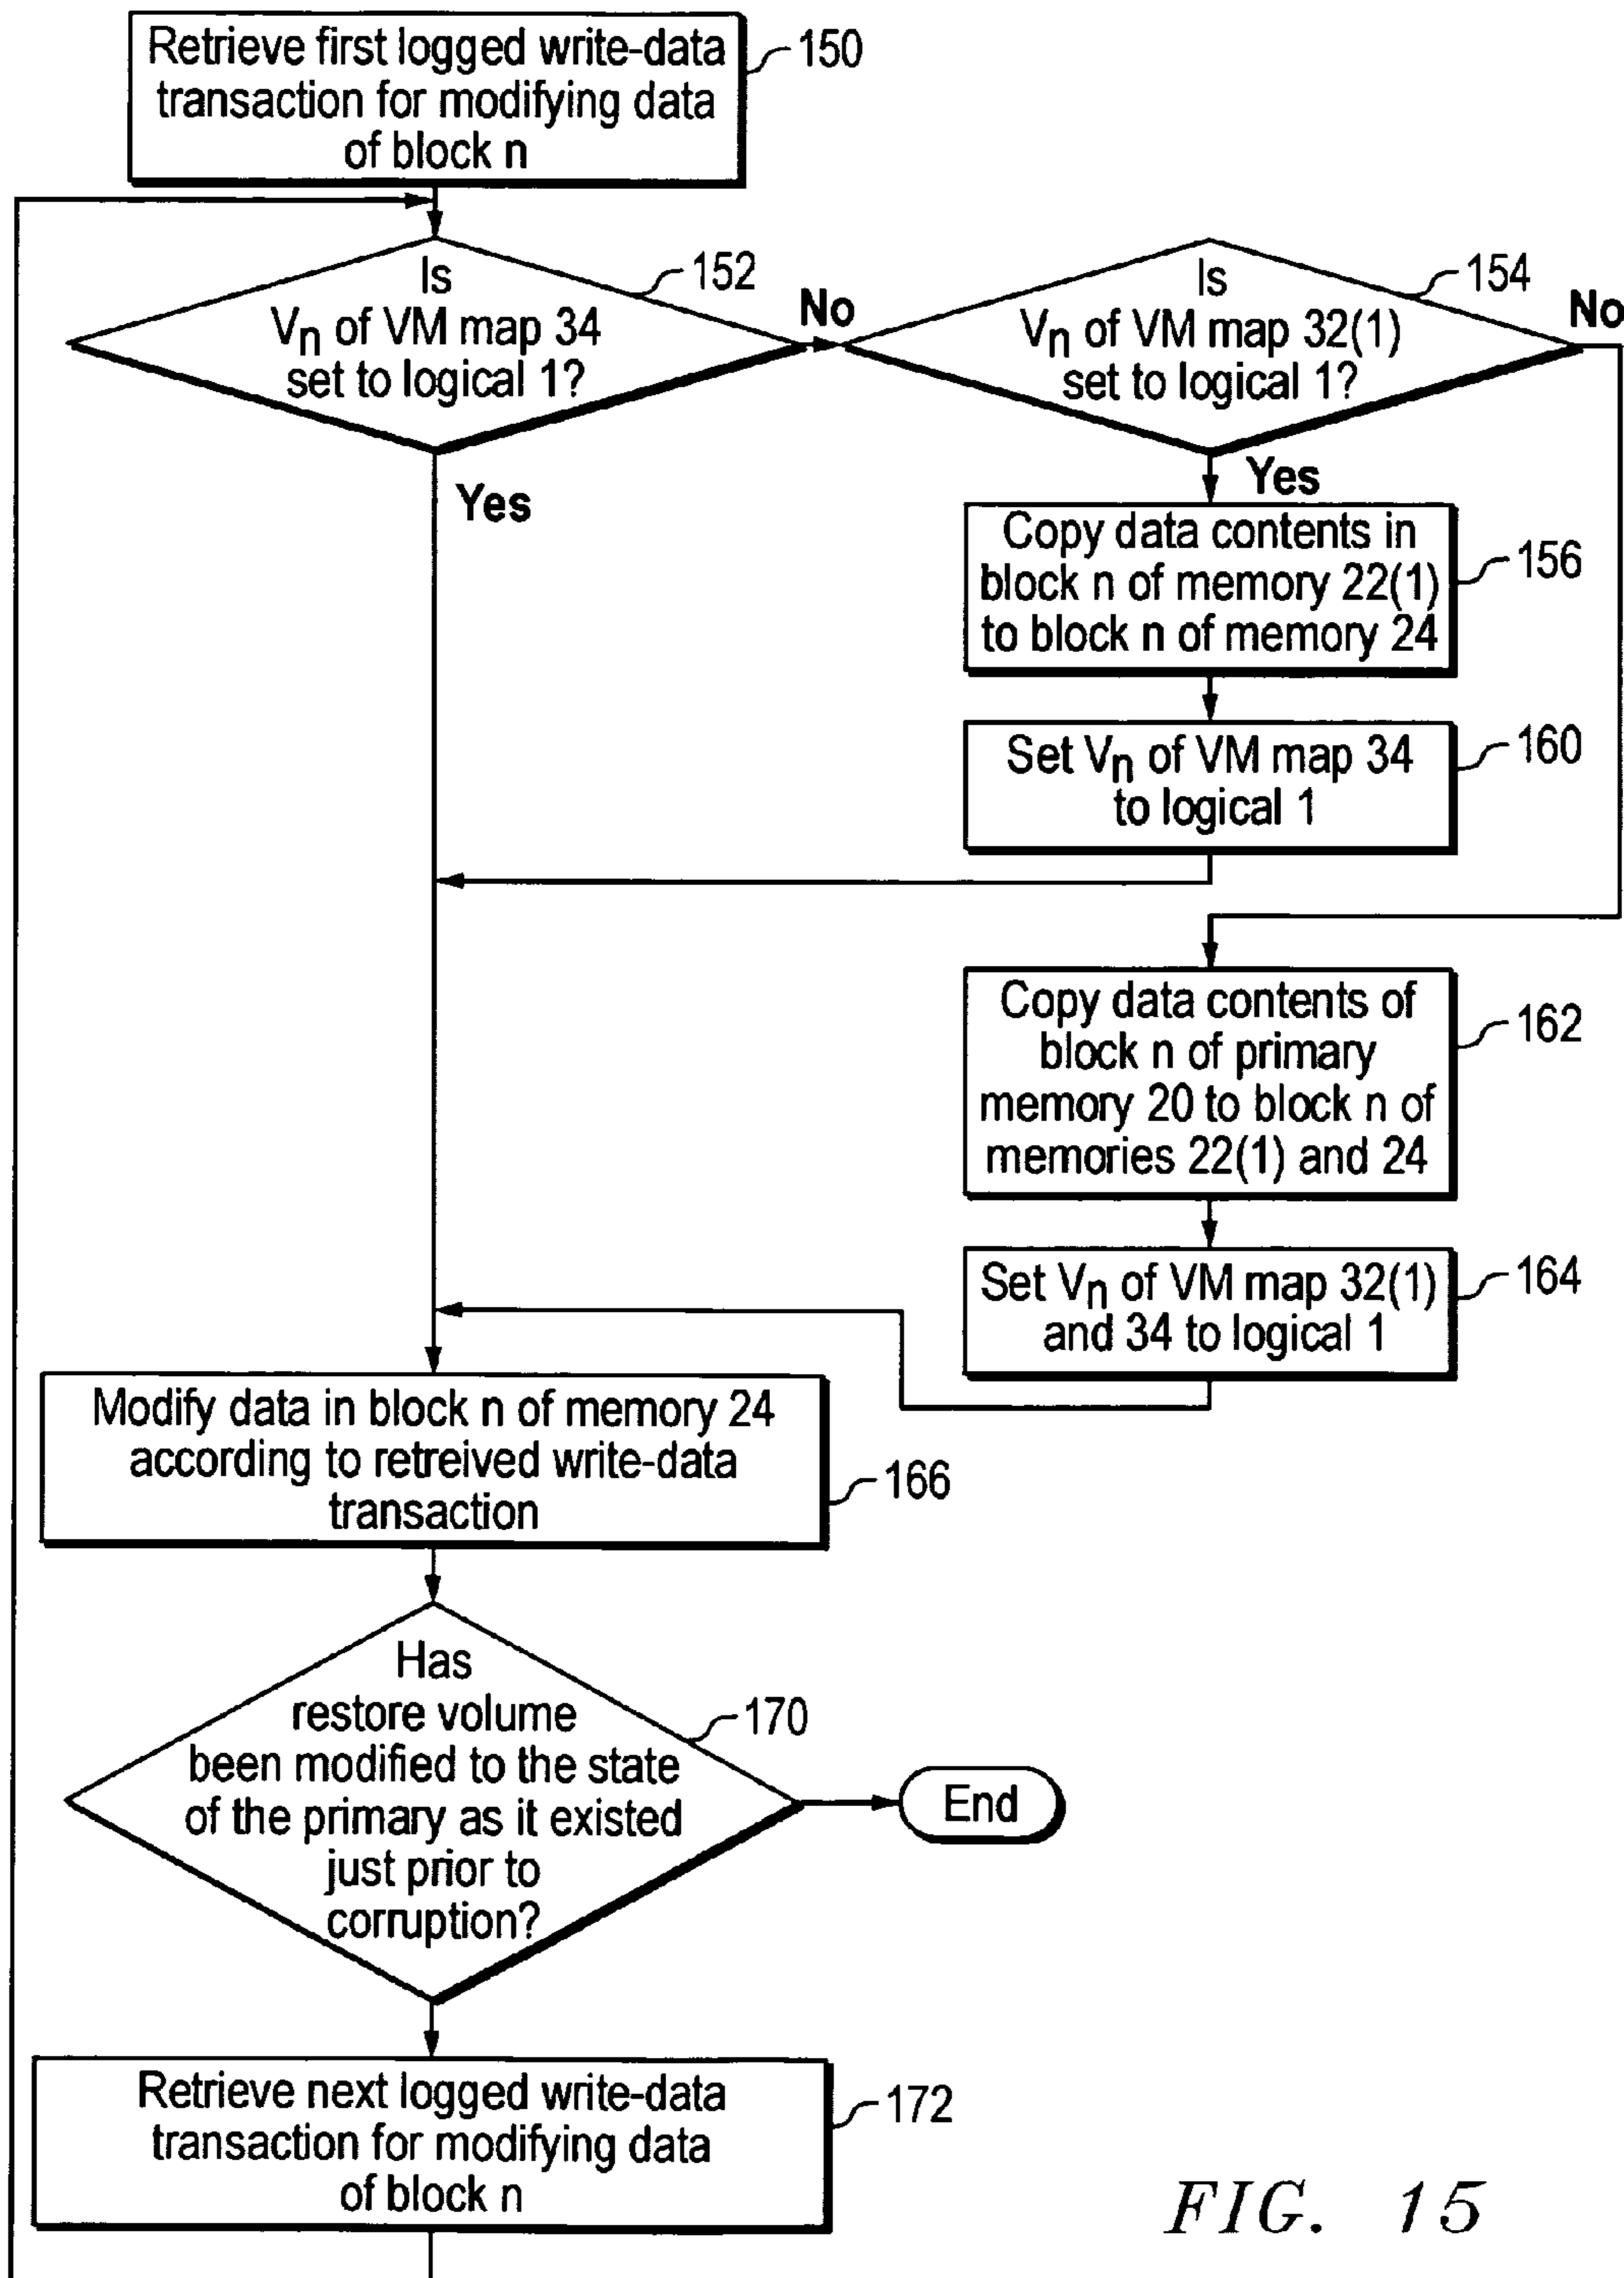 Retrieve first logged write-data
transaction for modifying data
of block n
150
Is
Vn of VM map 34
set to logical 1?
152
No
Is
Vn of VM map 32(1)
set to logical 1?
154
No
Yes
Yes
Copy data contents in
block n of memory 22(1)
to block n of memory 24
156
Set Vn of VM map 34
to logical 1
160
Copy data contents of
block n of primary
memory 20 to block n of
memories 22(1) and 24
162
Set Vn of VM map 32(1)
and 34 to logical 1
164
Modify data in block n of memory 24
according to retreived write-data
transaction
166
Has
restore volume
been modified to the state
of the primary as it existed
just prior to
corruption?
170
End
Retrieve next logged write-data
transaction for modifying data
of block n
172
FIG. 15